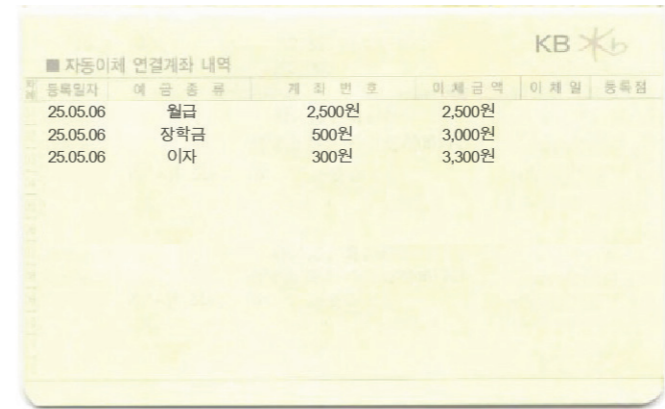 KB
■ 자동이체 연결계좌 내역
등록일자 예금종류 계좌번호 이체금액 이체일 등록점
25.05.06 월급 2,500원 2,500원
25.05.06 장학금 500원 3,000원
25.05.06 이자 300원 3,300원